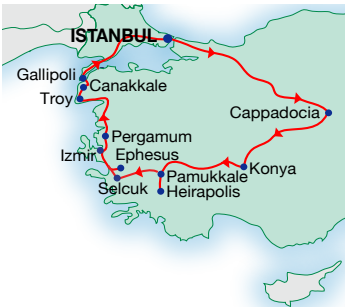 ISTANBUL
Gallipoli
Canakkale
Troy
Cappadocia
Pergamum
Izmir
Ephesus
Konya
Pamukkale
Selcuk
Heirapolis